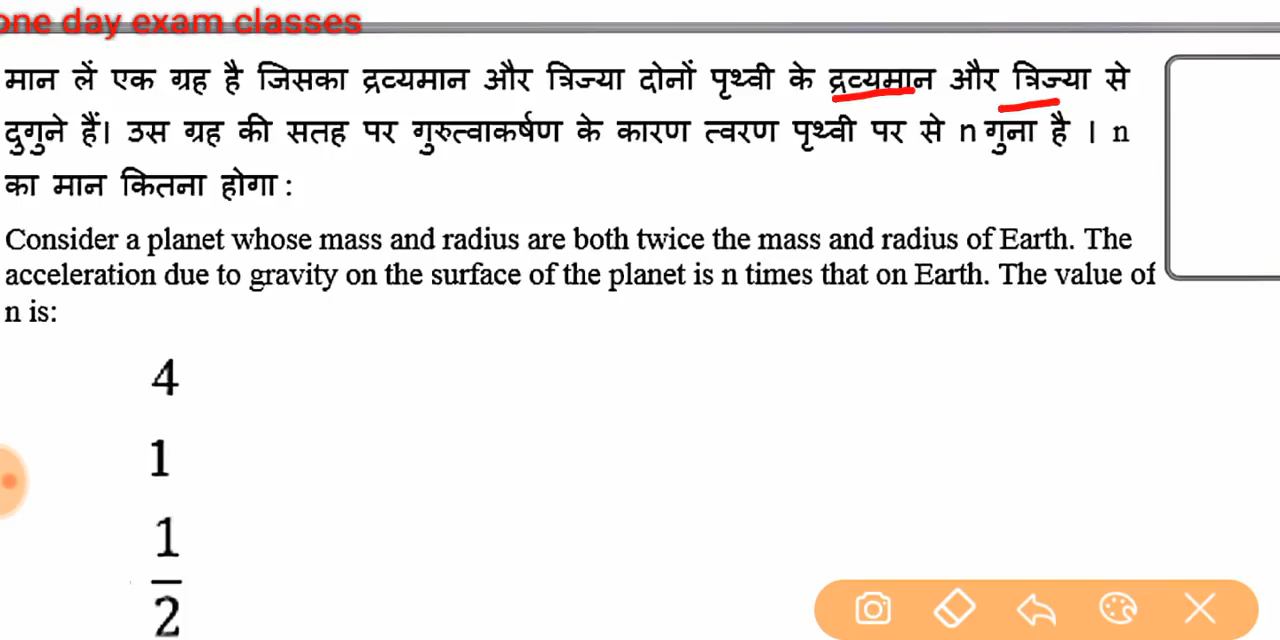 one day exam classes
मान लें एक ग्रह है जिसका द्रव्यमान और त्रिज्या दोनों पृथ्वी के द्रव्यमान और त्रिज्या से
दुगुने हैं। उस ग्रह की सतह पर गुरुत्वाकर्षण के कारण त्वरण पृथ्वी पर से n गुना है । n
का मान कितना होगा :
Consider a planet whose mass and radius are both twice the mass and radius of Earth. The
acceleration due to gravity on the surface of the planet is n times that on Earth. The value of
n is:
4
1
1
2